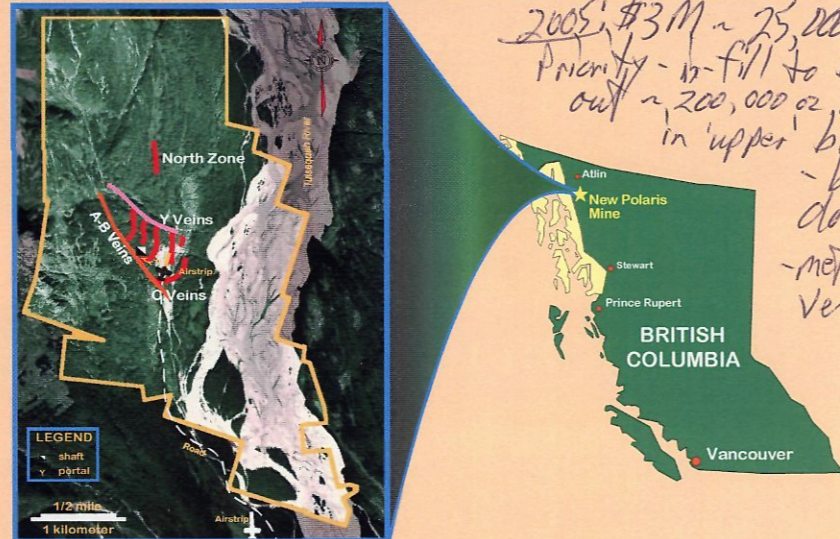 2005, $3M ~ 25,000
Priority - in-fill to
out ~ 200,000 oz
in 'upper'
N
Tulsequah River
North Zone
Y Veins
A-B Veins
Airstrip
C Veins
Road
LEGEND
shaft
Y portal
1/2 mile
1 kilometer
Airstrip
Atlin
New Polaris
Mine
Stewart
Prince Rupert
BRITISH
COLUMBIA
Vancouver